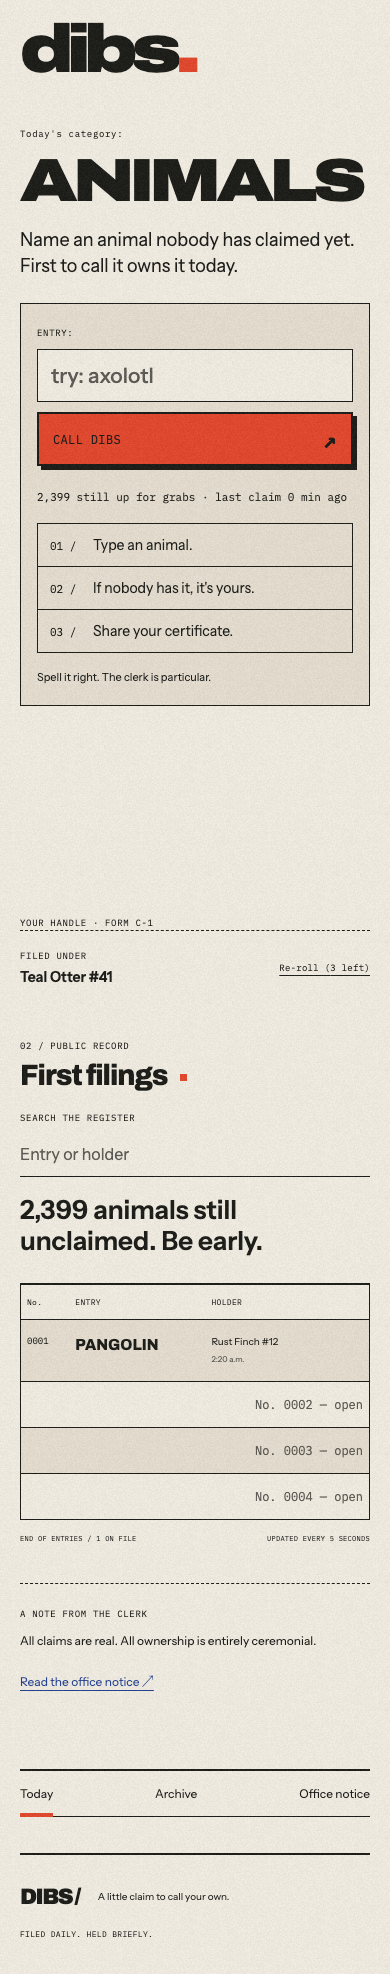 dibs.
Today's category:
ANIMALS
Name an animal nobody has claimed yet.
First to call it owns it today.
ENTRY:
try: axolotl
CALL DIBS ↗
2,399 still up for grabs · last claim 0 min ago
01 / Type an animal.
02 / If nobody has it, it's yours.
03 / Share your certificate.
Spell it right. The clerk is particular.
YOUR HANDLE · FORM C-1
FILED UNDER
Teal Otter #41
Re-roll (3 left)
02 / PUBLIC RECORD
First filings
SEARCH THE REGISTER
Entry or holder
2,399 animals still
unclaimed. Be early.
No. ENTRY HOLDER
0001 PANGOLIN Rust Finch #12
2:20 a.m.
No. 0002 — open
No. 0003 — open
No. 0004 — open
END OF ENTRIES / 1 ON FILE UPDATED EVERY 5 SECONDS
A NOTE FROM THE CLERK
All claims are real. All ownership is entirely ceremonial.
Read the office notice ↗
Today Archive Office notice
DIBS/ A little claim to call your own.
FILED DAILY. HELD BRIEFLY.